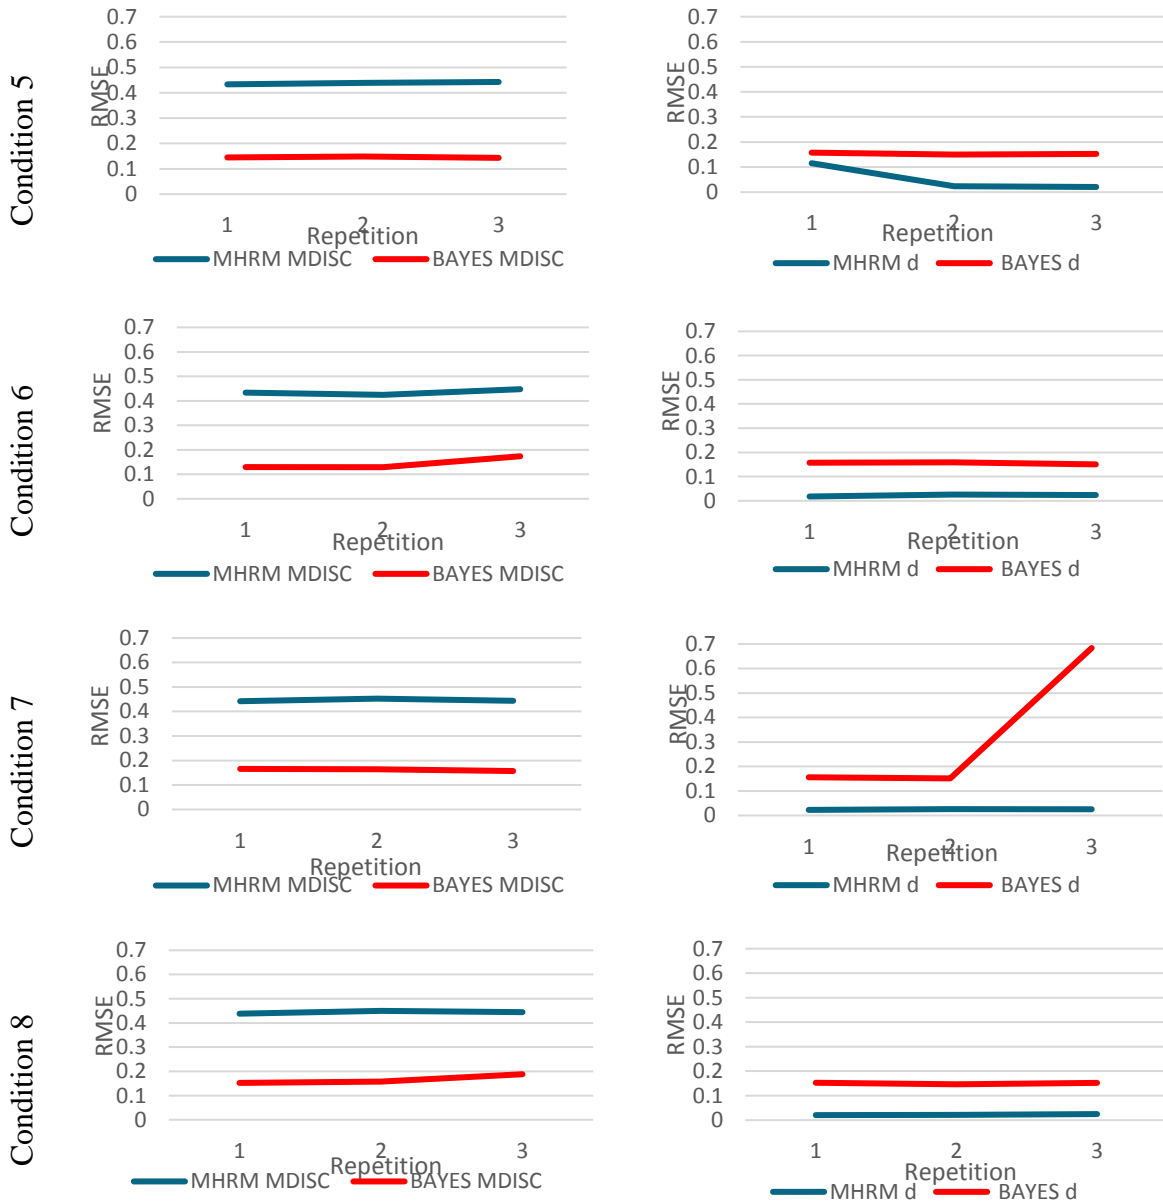 Condition 5
RMSE
0.7
0.6
0.5
0.4
0.3
0.2
0.1
0
1 2 3
Repetition
MHRM MDISC BAYES MDISC
RMSE
0.7
0.6
0.5
0.4
0.3
0.2
0.1
0
1 2 3
Repetition
MHRM d BAYES d
Condition 6
RMSE
0.7
0.6
0.5
0.4
0.3
0.2
0.1
0
1 2 3
Repetition
MHRM MDISC BAYES MDISC
RMSE
0.7
0.6
0.5
0.4
0.3
0.2
0.1
0
1 2 3
Repetition
MHRM d BAYES d
Condition 7
RMSE
0.7
0.6
0.5
0.4
0.3
0.2
0.1
0
1 2 3
Repetition
MHRM MDISC BAYES MDISC
RMSE
0.7
0.6
0.5
0.4
0.3
0.2
0.1
0
1 2 3
Repetition
MHRM d BAYES d
Condition 8
RMSE
0.7
0.6
0.5
0.4
0.3
0.2
0.1
0
1 2 3
Repetition
MHRM MDISC BAYES MDISC
RMSE
0.7
0.6
0.5
0.4
0.3
0.2
0.1
0
1 2 3
Repetition
MHRM d BAYES d